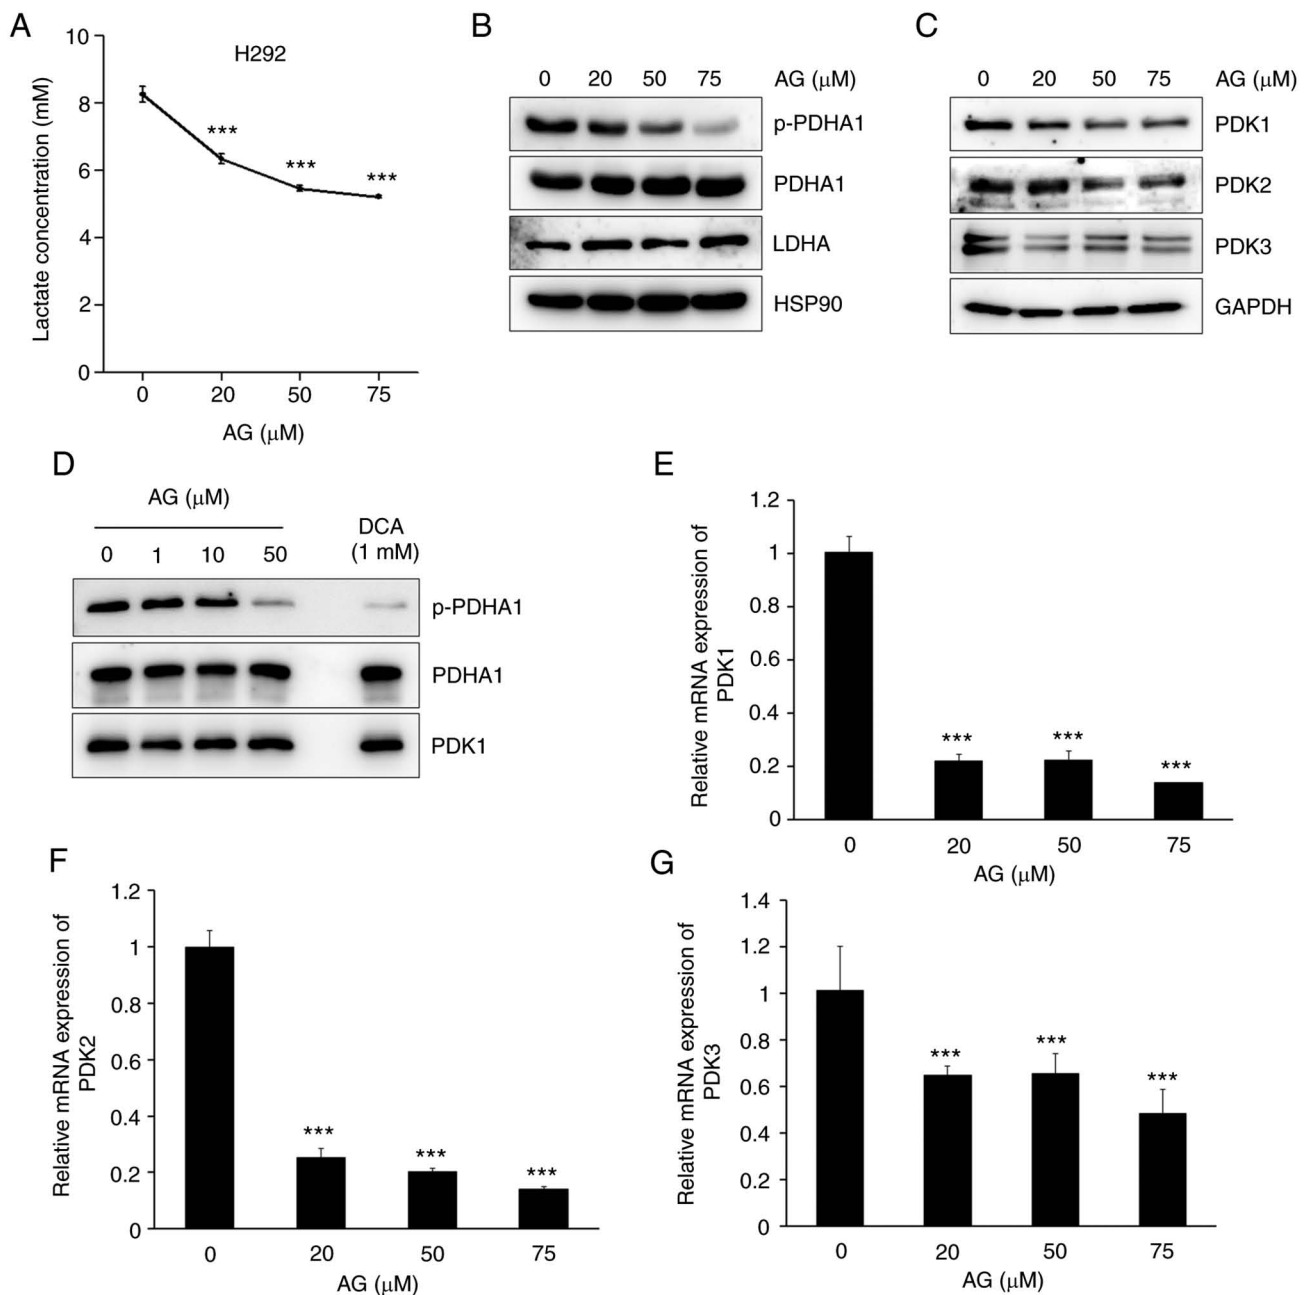 A
H292
Lactate concentration (mM)
10
8
6
4
2
0
***
***
***
0 20 50 75
AG (µM)
B
0 20 50 75 AG (µM)
p-PDHA1
PDHA1
LDHA
HSP90
C
0 20 50 75 AG (µM)
PDK1
PDK2
PDK3
GAPDH
D
AG (µM)
DCA
0 1 10 50 (1 mM)
p-PDHA1
PDHA1
PDK1
E
Relative mRNA expression of
PDK1
1.2
1
0.8
0.6
0.4
0.2
0
*** *** ***
0 20 50 75
AG (µM)
F
Relative mRNA expression of
PDK2
1.2
1
0.8
0.6
0.4
0.2
0
*** *** ***
0 20 50 75
AG (µM)
G
Relative mRNA expression of
PDK3
1.4
1.2
1
0.8
0.6
0.4
0.2
0
*** *** ***
0 20 50 75
AG (µM)